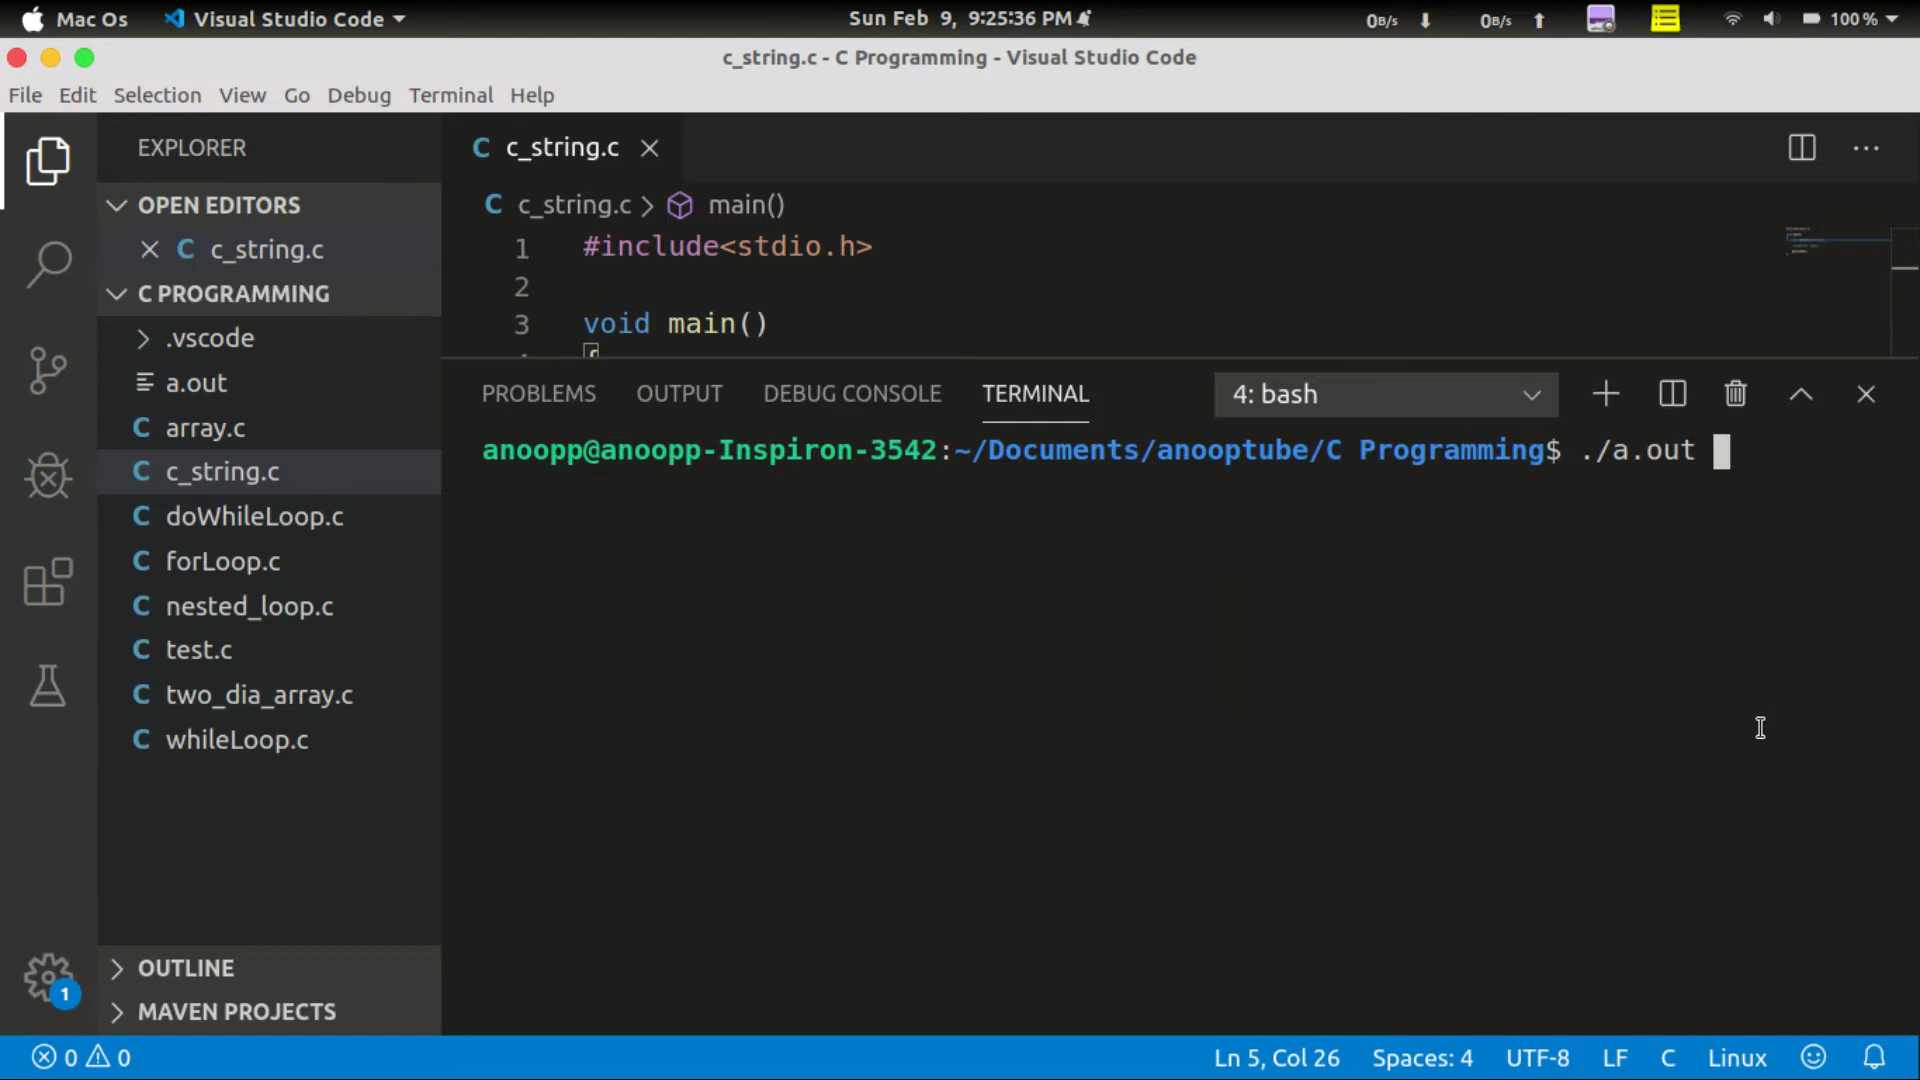 Mac Os Visual Studio Code Sun Feb 9, 9:25:36 PM 0B/s 0B/s 100 %
c_string.c - C Programming - Visual Studio Code
File Edit Selection View Go Debug Terminal Help
EXPLORER
OPEN EDITORS
c_string.c
C PROGRAMMING
.vscode
a.out
C array.c
C c_string.c
C doWhileLoop.c
C forLoop.c
C nested_loop.c
C test.c
C two_dia_array.c
C whileLoop.c
OUTLINE
MAVEN PROJECTS
1
C c_string.c
C c_string.c > main()
1 #include<stdio.h>
2
3 void main()
PROBLEMS OUTPUT DEBUG CONSOLE TERMINAL 4: bash
anoopp@anoopp-Inspiron-3542:~/Documents/anooptube/C Programming$ ./a.out
0 0 Ln 5, Col 26 Spaces: 4 UTF-8 LF C Linux